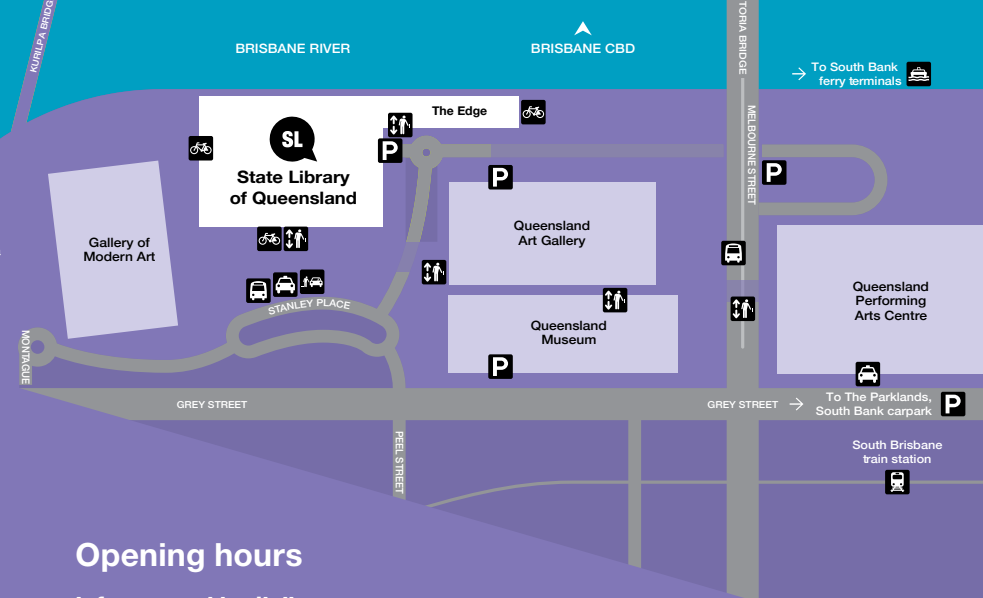 KURILPA BRIDG
BRISBANE RIVER
BRISBANE CBD
TORIA BRIDGE
To South Bank
ferry terminals
The Edge
SL
State Library
of Queensland
P
P
P
MELBOURNE STREET
Gallery of
Modern Art
Queensland
Art Gallery
STANLEY PLACE
Queensland
Performing
Arts Centre
Queensland
Museum
P
MONTAGUE
GREY STREET
GREY STREET
To The Parklands,
South Bank carpark
P
PEEL STREET
South Brisbane
train station
Opening hours